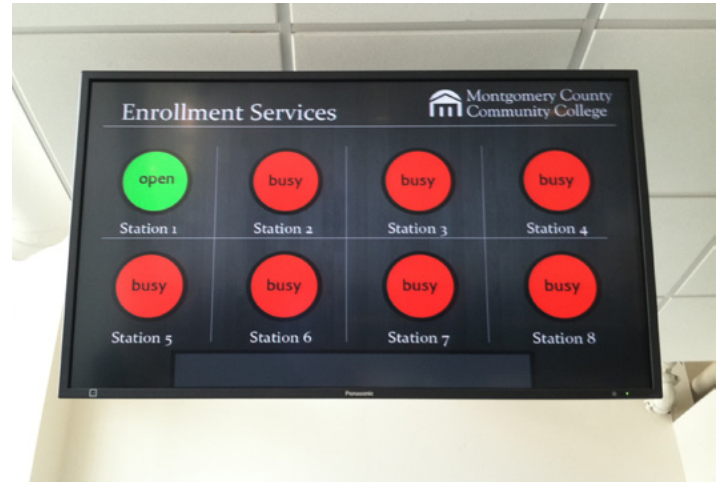 Enrollment Services
Montgomery County
Community College
open busy busy busy
Station 1 Station 2 Station 3 Station 4
busy busy busy busy
Station 5 Station 6 Station 7 Station 8
Panasonic